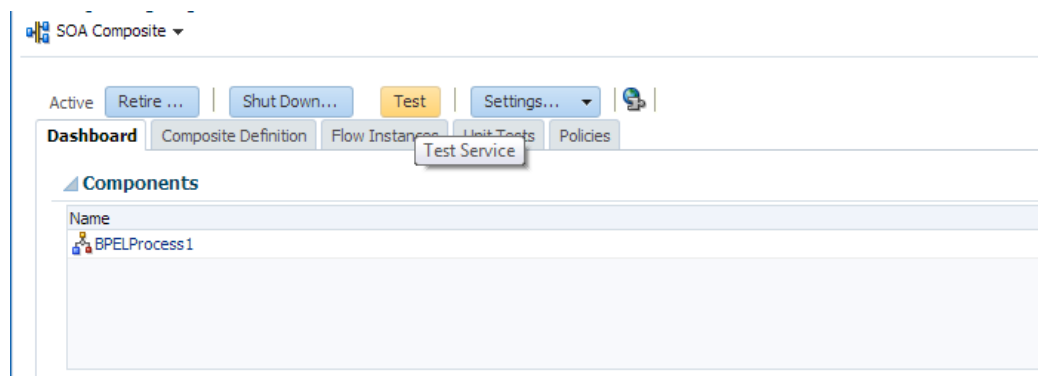 SOA Composite
Active Retire ... Shut Down... Test Settings...
Dashboard Composite Definition Flow Instances Unit Tests Policies
Test Service
Components
Name
BPELProcess1